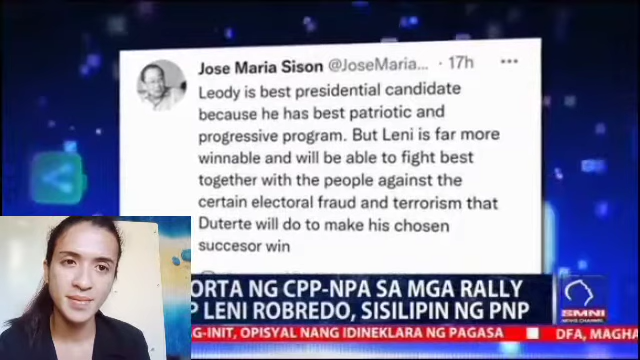 Jose Maria Sison @JoseMaria... · 17h
Leody is best presidential candidate
because he has best patriotic and
progressive program. But Leni is far more
winnable and will be able to fight best
together with the people against the
certain electoral fraud and terrorism that
Duterte will do to make his chosen
succesor win
ORTA NG CPP-NPA SA MGA RALLY
P LENI ROBREDO, SISILIPIN NG PNP
SMNI
NEWS CHANNEL
G-INIT, OPISYAL NANG IDINEKLARA NG PAGASA
DFA, MAGHA